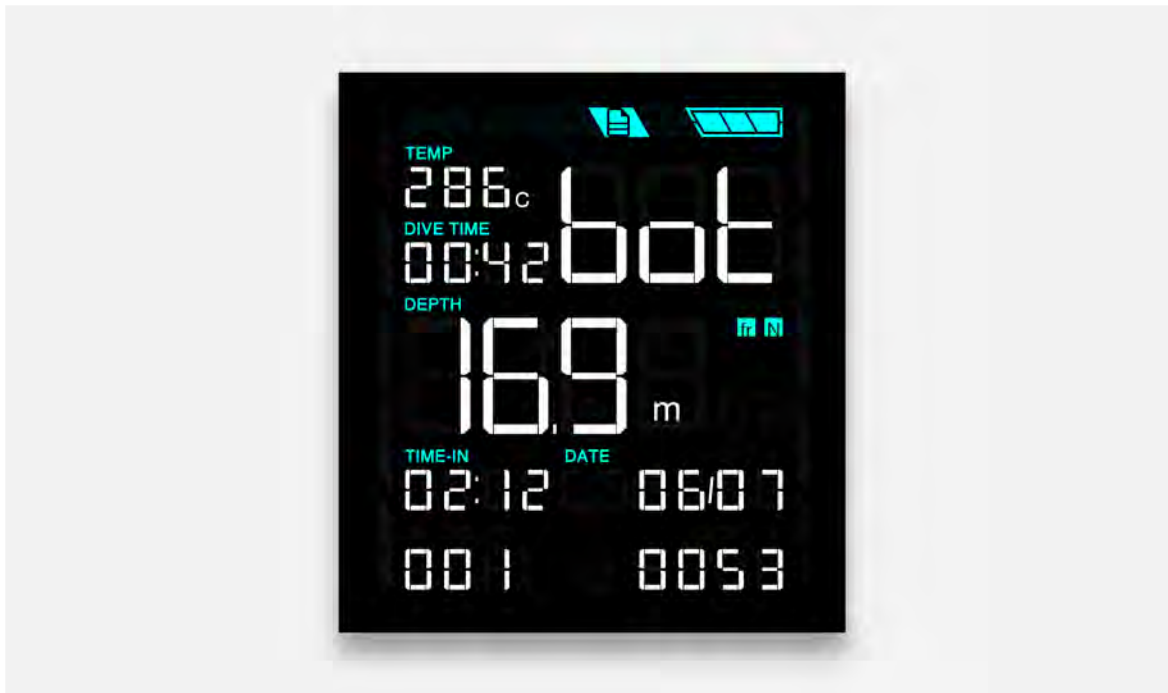 TEMP
286c
bot
DIVE TIME
00:42
DEPTH
fr N
16.9 m
TIME-IN DATE
02:12 06/07
001 0053